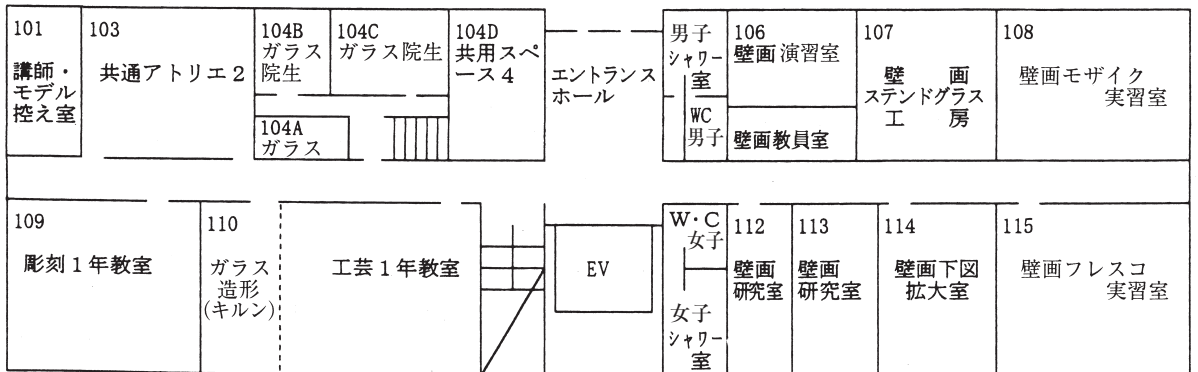 101
講師・
モデル
控え室
103
共通アトリエ2
104B
ガラス
院生
104C
ガラス院生
104A
ガラス
104D
共用スペ
ース4
エントランス
ホール
男子
シャワー
室
WC
男子
106
壁画演習室
壁画教員室
107
壁 画
ステンドグラス
工 房
108
壁画モザイク
実習室
109
彫刻1年教室
110
ガラス
造形
(キルン)
工芸1年教室
EV
W・C
女子
女子
シャワー
室
112
壁画
研究室
113
壁画
研究室
114
壁画下図
拡大室
115
壁画フレスコ
実習室